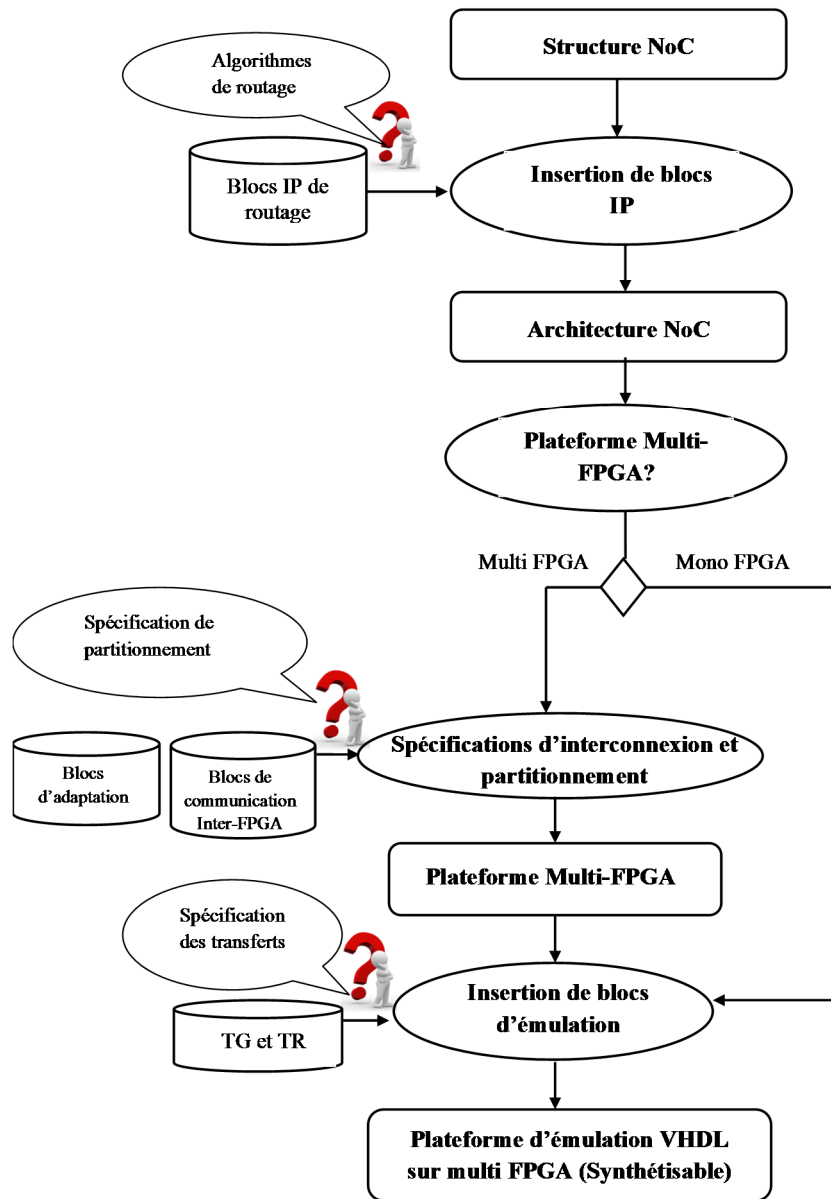 Structure NoC
Algorithmes
de routage
Blocs IP de
routage
Insertion de blocs
IP
Architecture NoC
Plateforme Multi-
FPGA?
Multi FPGA
Mono FPGA
Spécification de
partitionnement
Blocs
d'adaptation
Blocs de
communication
Inter-FPGA
Spécifications d'interconnexion et
partitionnement
Plateforme Multi-FPGA
Spécification
des transferts
TG et TR
Insertion de blocs
d'émulation
Plateforme d'émulation VHDL
sur multi FPGA (Synthétisable)